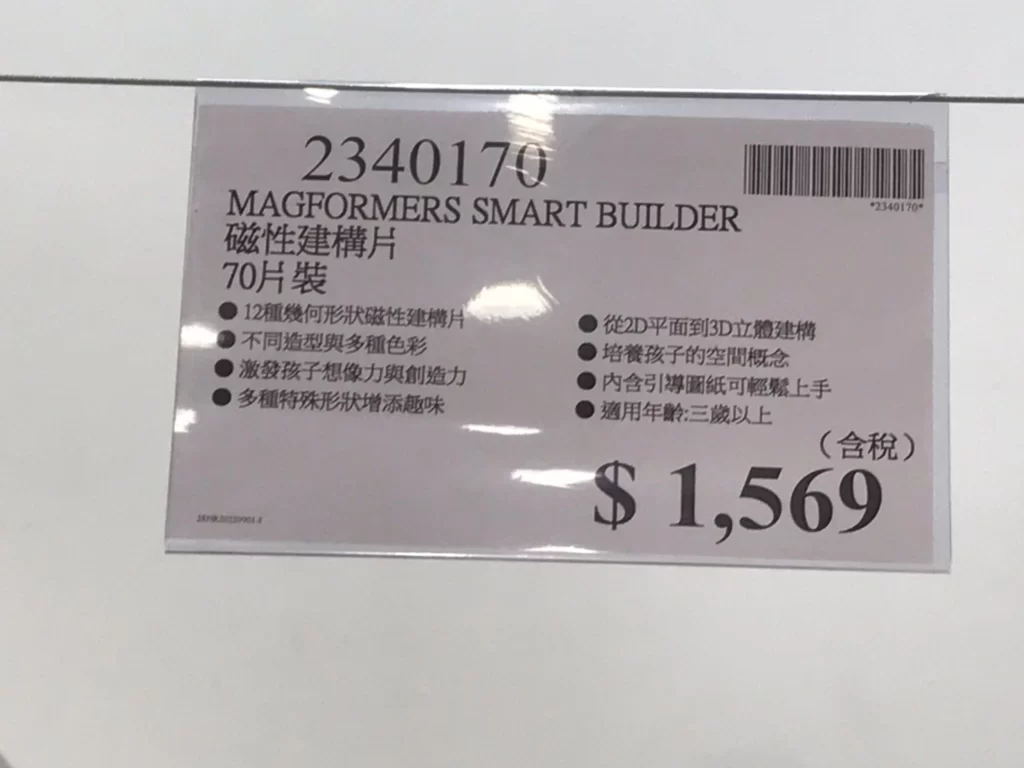 2340170
*2340170*
MAGFORMERS SMART BUILDER
磁性建構片
70片裝
●12種幾何形狀磁性建構片
●不同造型與多種色彩
●激發孩子想像力與創造力
●多種特殊形狀增添趣味
●從2D平面到3D立體建構
●培養孩子的空間概念
●內含引導圖紙可輕鬆上手
●適用年齡:三歲以上
(含稅)
$ 1,569